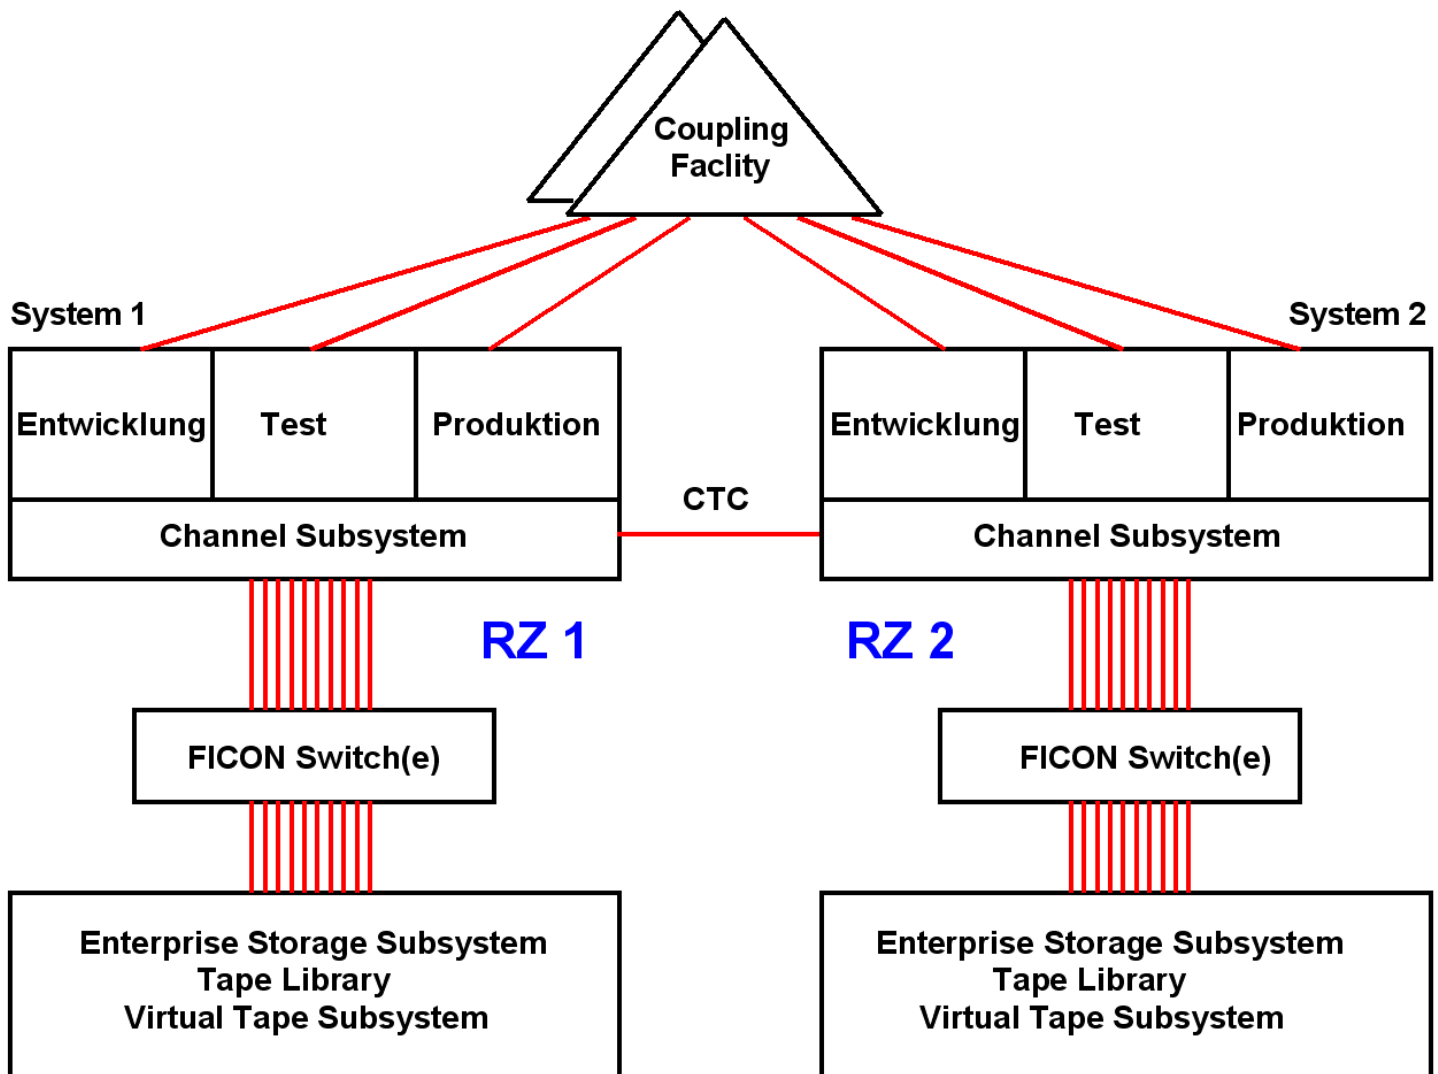 Coupling
Faclity
System 1
System 2
Entwicklung
Test
Produktion
Entwicklung
Test
Produktion
CTC
Channel Subsystem
Channel Subsystem
RZ 1
RZ 2
FICON Switch(e)
FICON Switch(e)
Enterprise Storage Subsystem
Tape Library
Virtual Tape Subsystem
Enterprise Storage Subsystem
Tape Library
Virtual Tape Subsystem